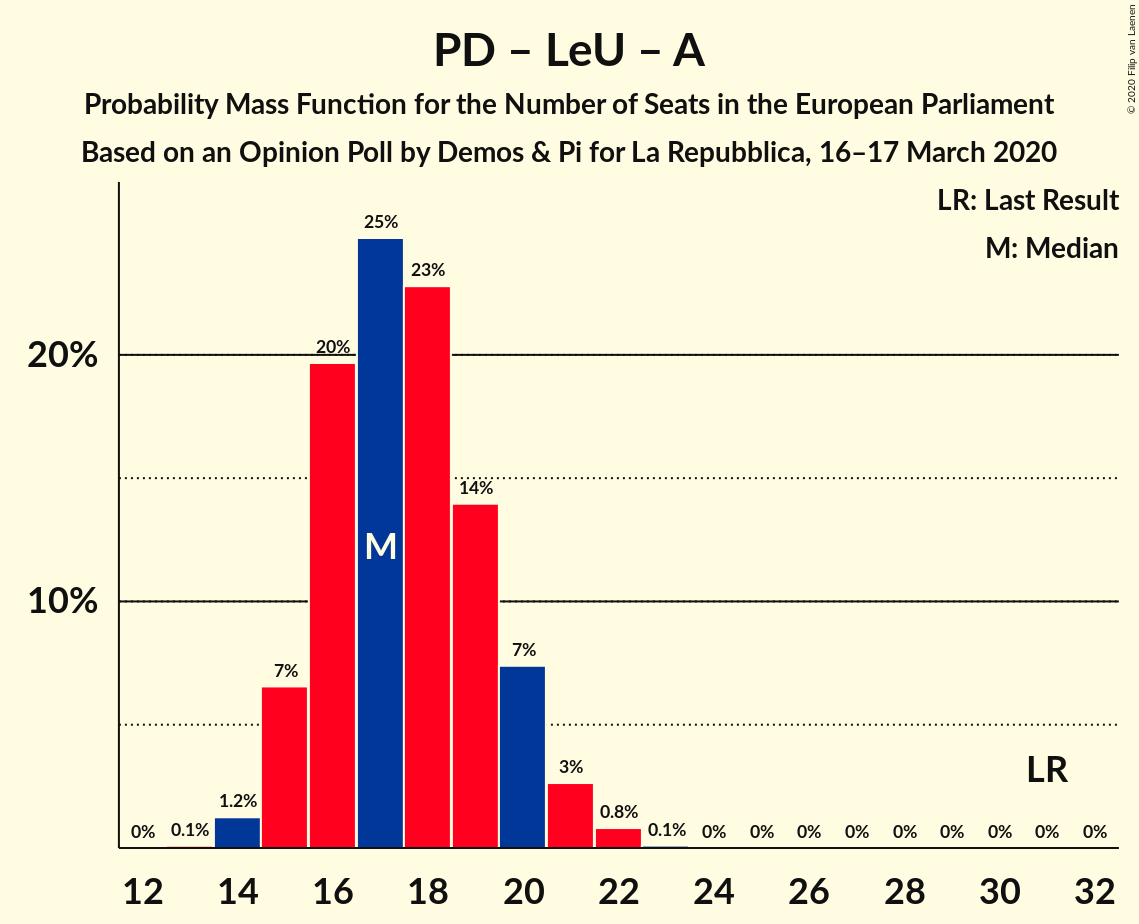 PD – LeU – A
Probability Mass Function for the Number of Seats in the European Parliament
Based on an Opinion Poll by Demos & Pi for La Repubblica, 16–17 March 2020
© 2020 Filip van Laenen
LR: Last Result
M: Median
25%
23%
20%
20%
14%
M
10%
7%
7%
3%
LR
1.2%
0.8%
0% 0.1% 0.1% 0% 0% 0% 0% 0% 0% 0% 0% 0%
12 14 16 18 20 22 24 26 28 30 32